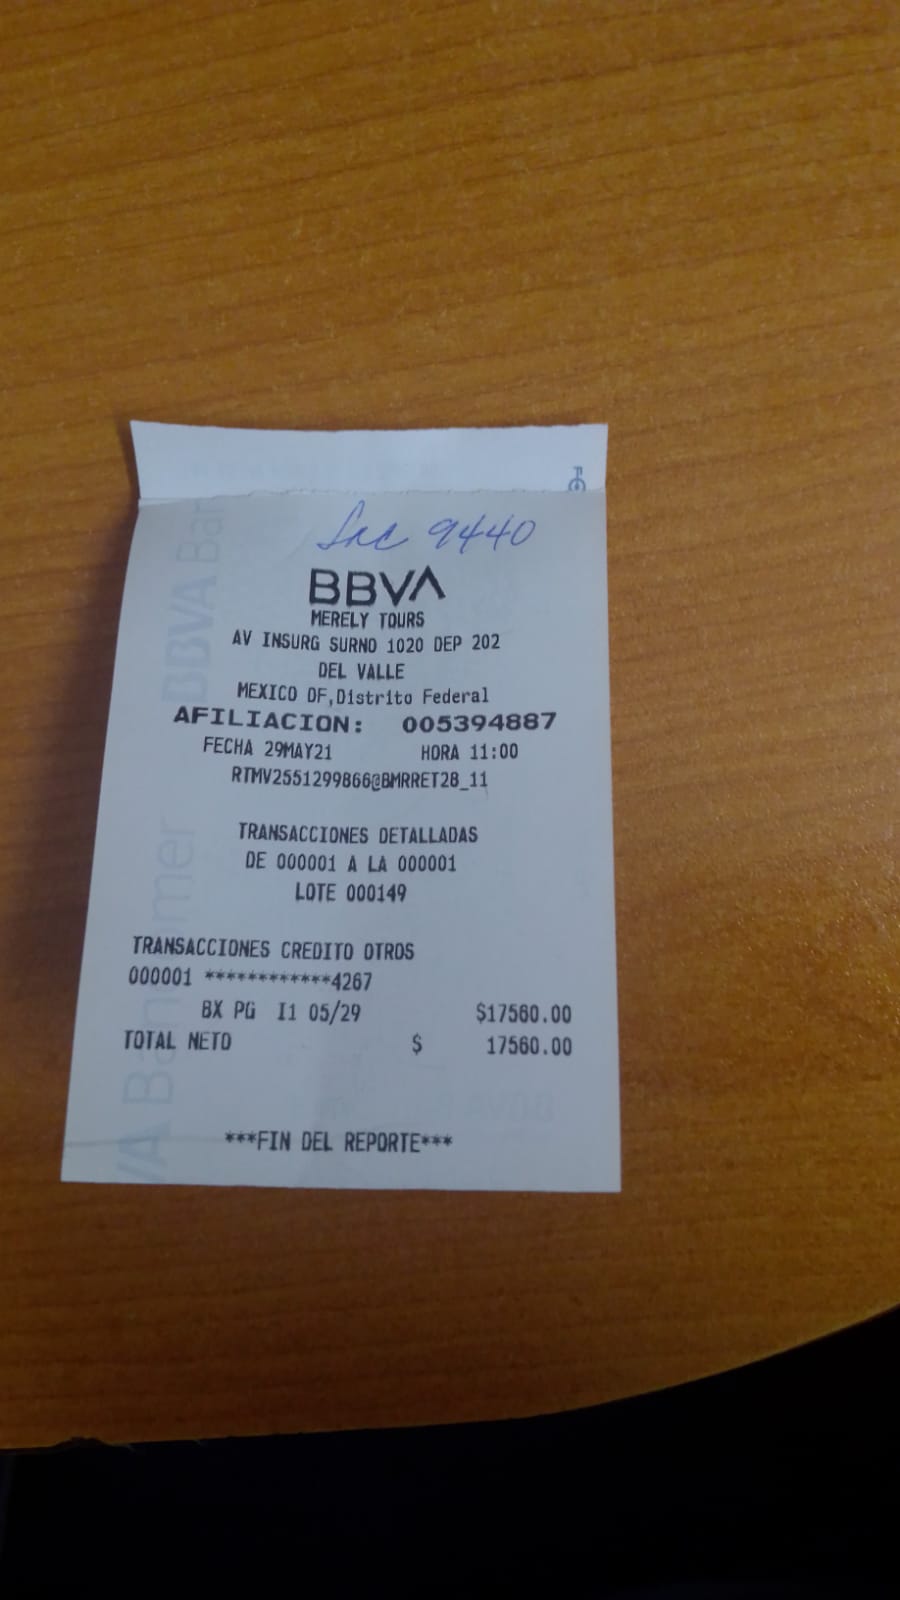 9440
BBVA
MERELY TOURS
AV INSURG SURNO 1020 DEP 202
DEL VALLE
MEXICO DF,Distrito Federal
AFILIACION: 005394887
FECHA 29MAY21 HORA 11:00
RTMV2551299866@BMRRET28_11
TRANSACCIONES DETALLADAS
DE 000001 A LA 000001
LOTE 000149
TRANSACCIONES CREDITO OTROS
000001 ************4267
BX PG I1 05/29 $17560.00
TOTAL NETO $ 17560.00
***FIN DEL REPORTE***
BBVA Ban